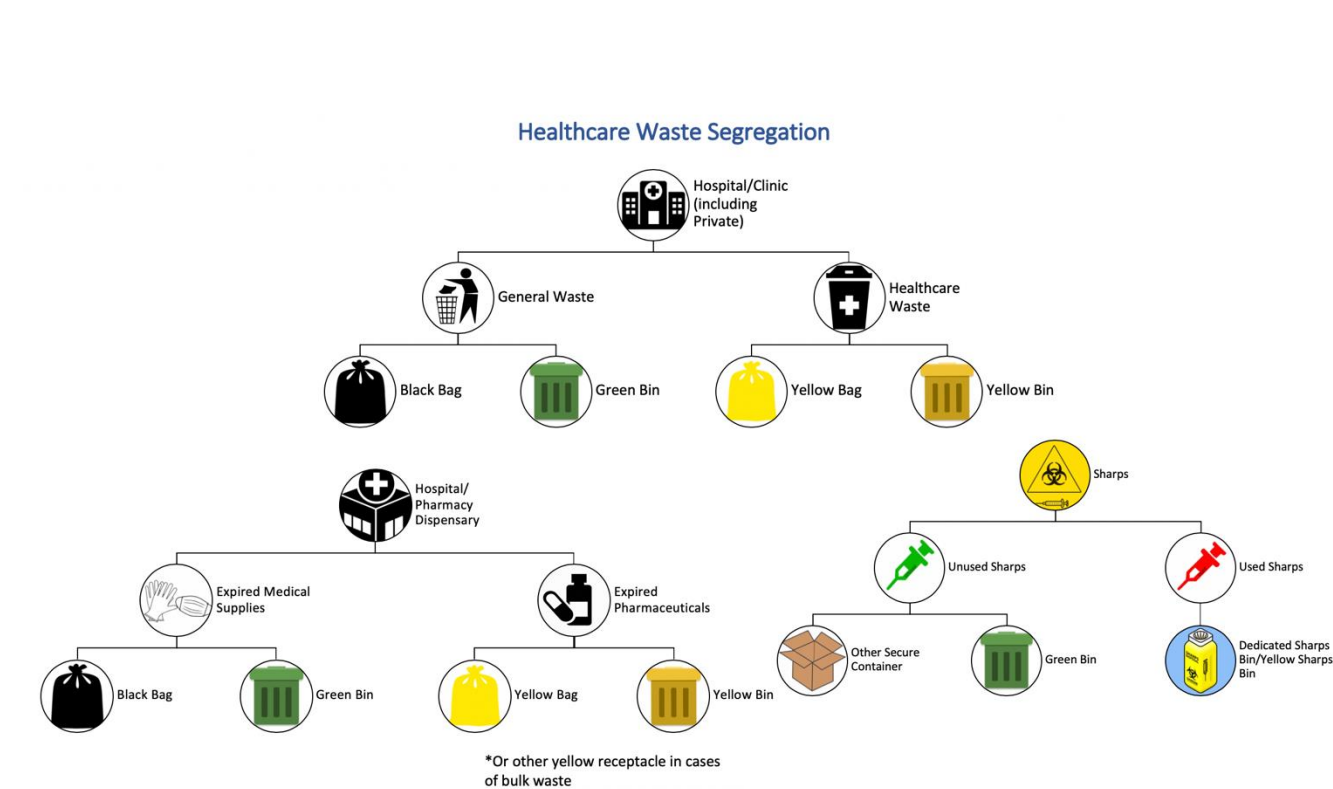 Healthcare Waste Segregation
Hospital/Clinic
(including
Private)
General Waste
Healthcare
Waste
Black Bag
Green Bin
Yellow Bag
Yellow Bin
Hospital/
Pharmacy
Dispensary
Sharps
Expired Medical
Supplies
Expired
Pharmaceuticals
Unused Sharps
Used Sharps
Black Bag
Green Bin
Yellow Bag
Yellow Bin
Other Secure
Container
Green Bin
Dedicated Sharps
Bin/Yellow Sharps
Bin
*Or other yellow receptacle in cases
of bulk waste